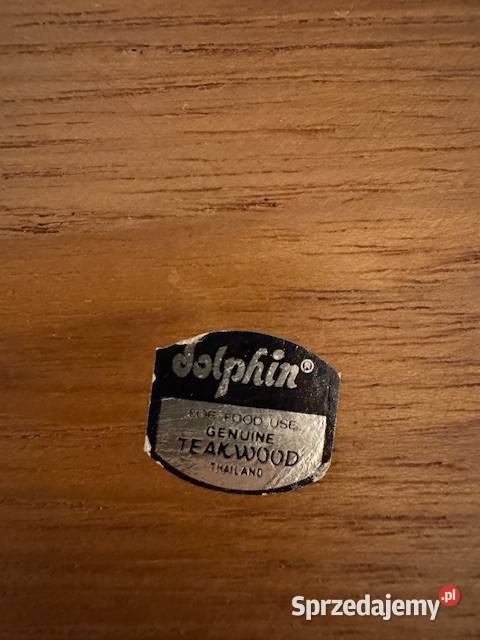 dolphin®
FOR FOOD USE
GENUINE
TEAKWOOD
THAILAND
Sprzedajemy.pl